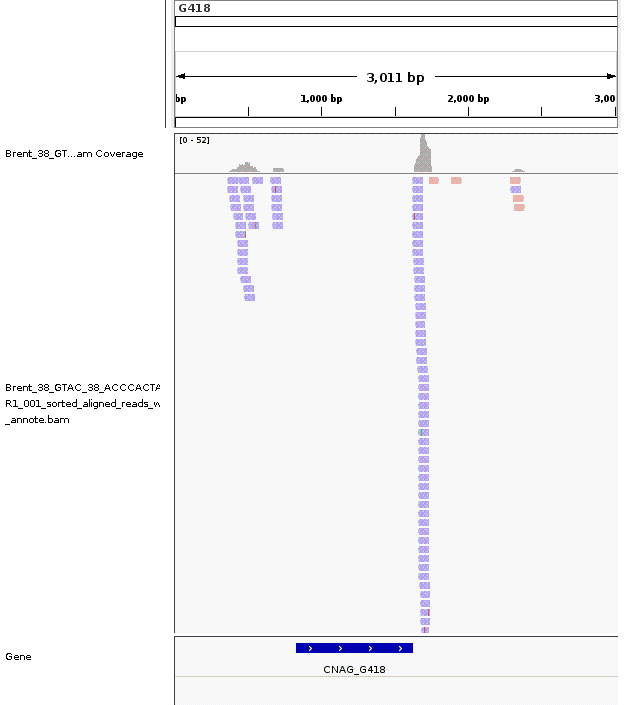 G418
3,011 bp
bp 1,000 bp 2,000 bp 3,00
[0 - 52]
Brent_38_GT...am Coverage
Brent_38_GTAC_38_ACCCACTA
R1_001_sorted_aligned_reads_w
_annote.bam
Gene
CNAG_G418